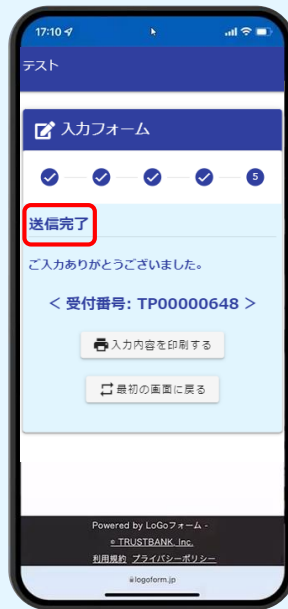 17:10
テスト
入力フォーム
5
送信完了
ご入力ありがとうございました。
< 受付番号: TP00000648 >
入力内容を印刷する
最初の画面に戻る
Powered by LoGoフォーム -
© TRUSTBANK, Inc.
利用規約 プライバシーポリシー
logoform.jp